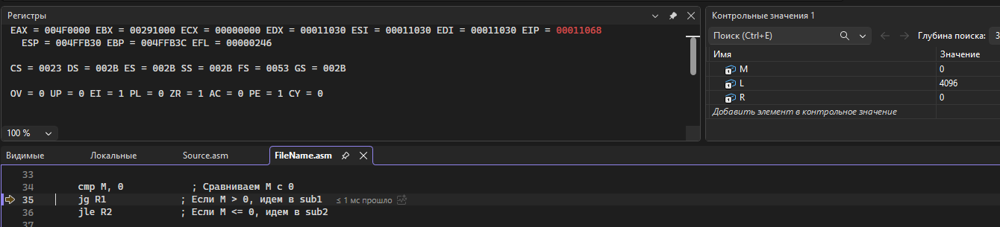 Регистры
EAX = 004F0000 EBX = 00291000 ECX = 00000000 EDX = 00011030 ESI = 00011030 EDI = 00011030 EIP = 00011068
ESP = 004FFB30 EBP = 004FFB3C EFL = 00000246
CS = 0023 DS = 002B ES = 002B SS = 002B FS = 0053 GS = 002B
OV = 0 UP = 0 EI = 1 PL = 0 ZR = 1 AC = 0 PE = 1 CY = 0
100 %
Контрольные значения 1
Поиск (Ctrl+E) Глубина поиска: 3
Имя Значение
M 0
L 4096
R 0
Добавить элемент в контрольное значение
Видимые Локальные Source.asm FileName.asm
33
34 cmp M, 0 ; Сравниваем M с 0
35 jg R1 ; Если M > 0, идем в sub1 ≤ 1 мс прошло
36 jle R2 ; Если M <= 0, идем в sub2
37